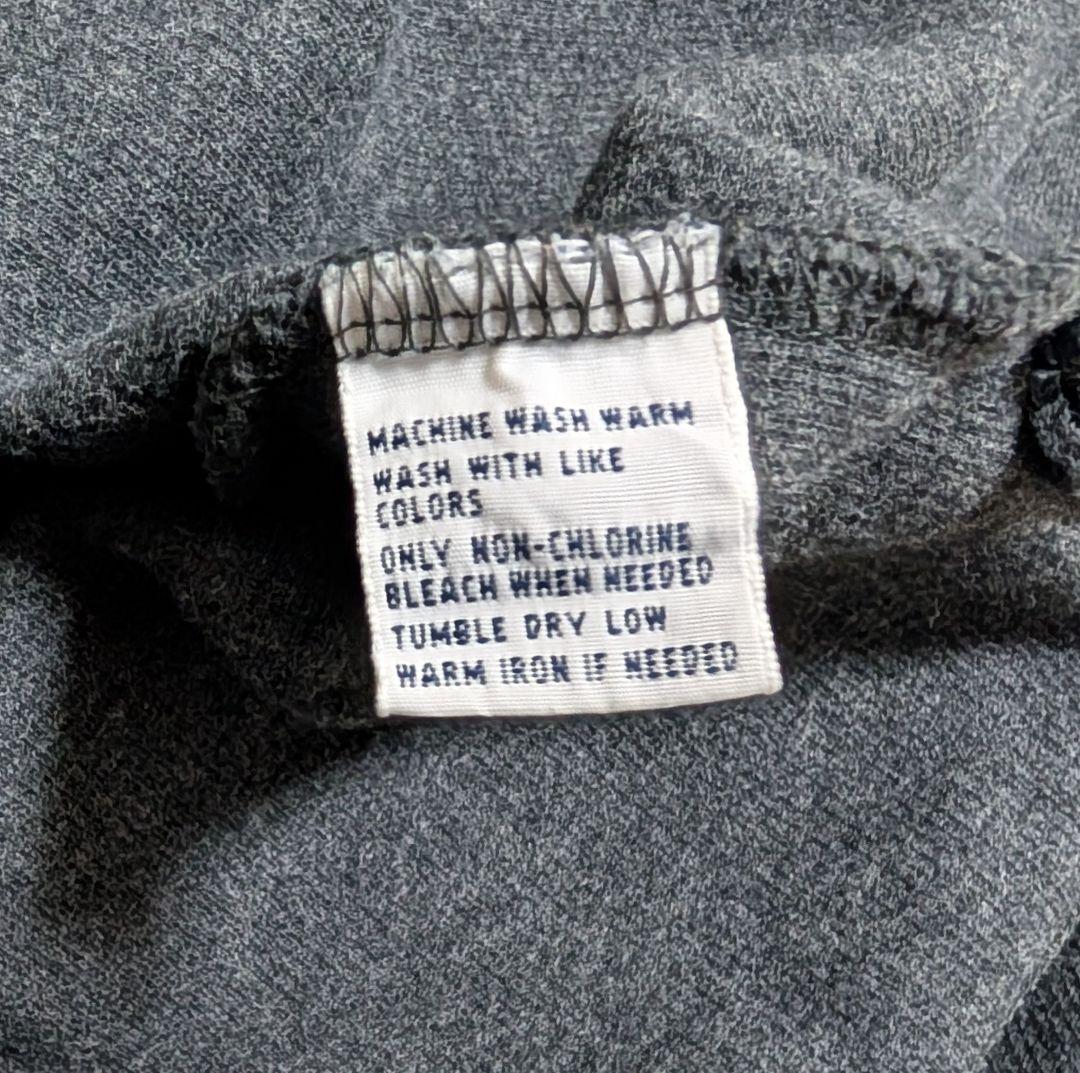 MACHINE WASH WARM
WASH WITH LIKE
COLORS
ONLY NON-CHLORINE
BLEACH WHEN NEEDED
TUMBLE DRY LOW
WARM IRON IF NEEDED